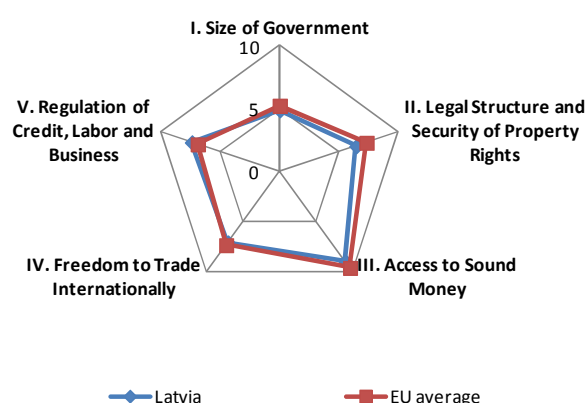 I. Size of Government
10
5
0
V. Regulation of
Credit, Labor and
Business
II. Legal Structure and
Security of Property
Rights
IV. Freedom to Trade
Internationally
III. Access to Sound
Money
Latvia
EU average